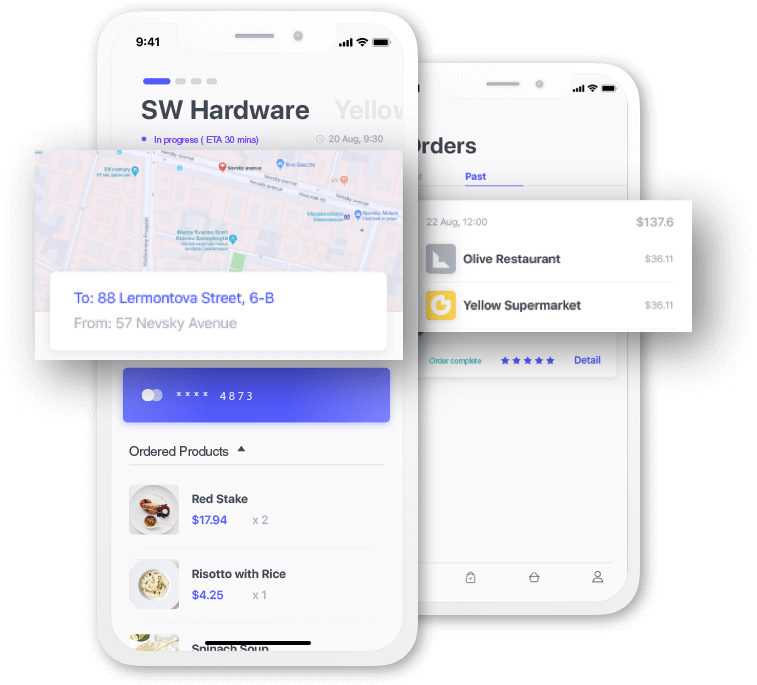 9:41
SW Hardware Yellow
In progress ( ETA 30 mins) 20 Aug, 9:30
Nevsky avenue
Nevsky avenue
Nevsky avenue
To: 88 Lermontova Street, 6-B
From: 57 Nevsky Avenue
* * * * 4873
Ordered Products
Red Stake
$17.94 x 2
Risotto with Rice
$4.25 x 1
Spinach Soup
Orders
Past
22 Aug, 12:00 $137.6
Olive Restaurant $36.11
Yellow Supermarket $36.11
Order complete Detail